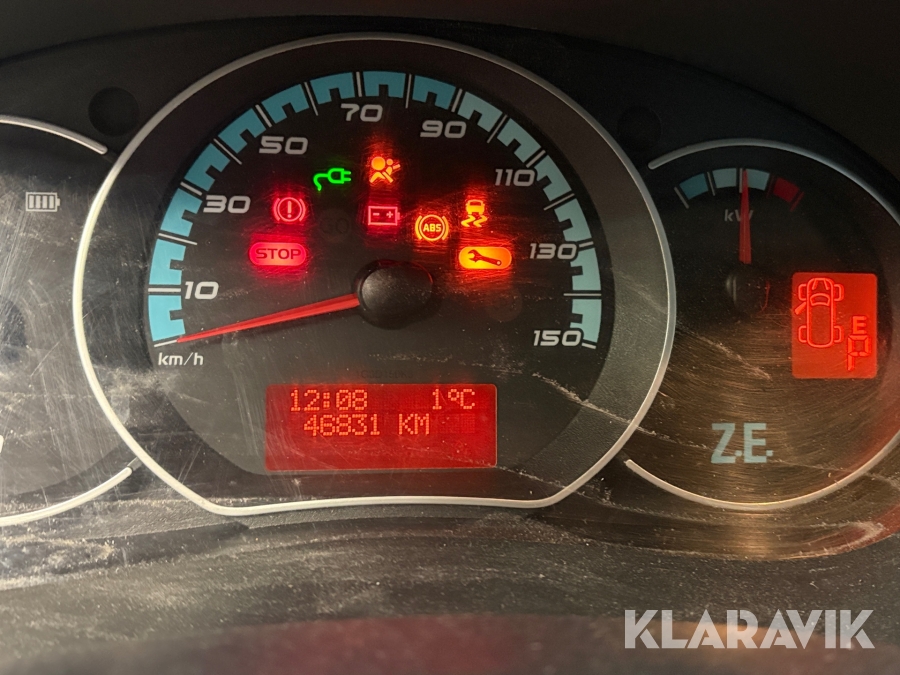 10
30
50
70
90
110
130
150
km/h
STOP
ABS
12:08 1°C
46831 KM
kW
E
P
Z.E.
KLARAVIK